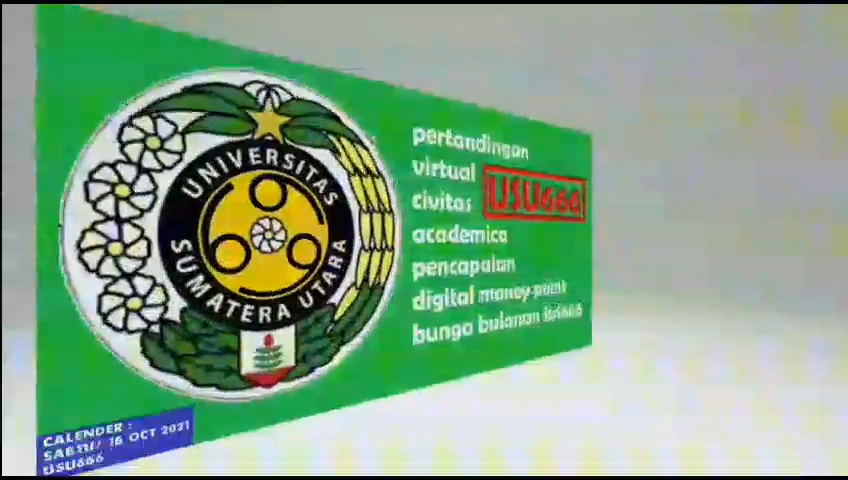 UNIVERSITAS
SUMATERA UTARA
pertandingan
virtual
civitas USU666
academica
pencapaian
digital money-point
bunga bulanan
CALENDER :
SABTU/ 16 OCT 2021
USU666